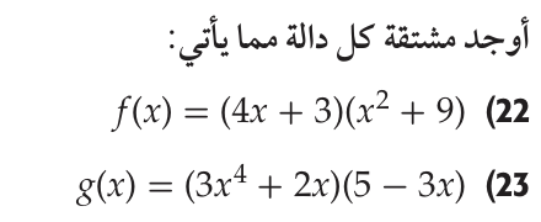 أوجد مشتقة كل دالة مما يأتي:
(22 f(x) = (4x + 3)(x² + 9)
(23 g(x) = (3x⁴ + 2x)(5 − 3x)